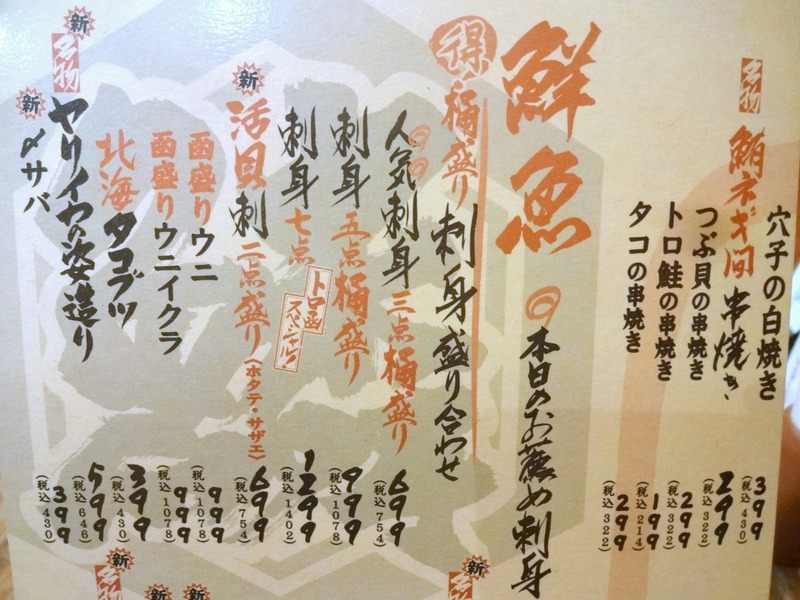 穴子の白焼き 399 (税込430)
名物 鮪ネギ間串焼き 299 (税込322)
つぶ貝の串焼き 299 (税込322)
トロ鮭の串焼き 199 (税込214)
タコの串焼き 299 (税込322)
鮮魚 本日のお薦め刺身
得 桶盛り 刺身盛り合わせ
人気刺身三点桶盛り 699 (税込754)
刺身五点桶盛り 999 (税込1078)
刺身七点 トロ函スペシャル! 1299 (税込1402)
新 活貝刺二点盛り(ホタテ・サザエ) 699 (税込754)
函盛りウニ 999 (税込1078)
函盛りウニイクラ 999 (税込1078)
北海タコブツ 399 (税込430)
新 名物 ヤリイカの姿造り 599 (税込646)
新 〆サバ 399 (税込430)
新 名物
新
新
新 名物